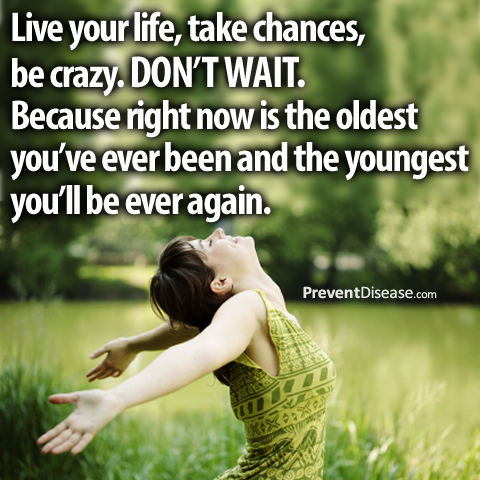 Live your life, take chances,
be crazy. DON'T WAIT.
Because right now is the oldest
you've ever been and the youngest
you'll be ever again.
PreventDisease.com